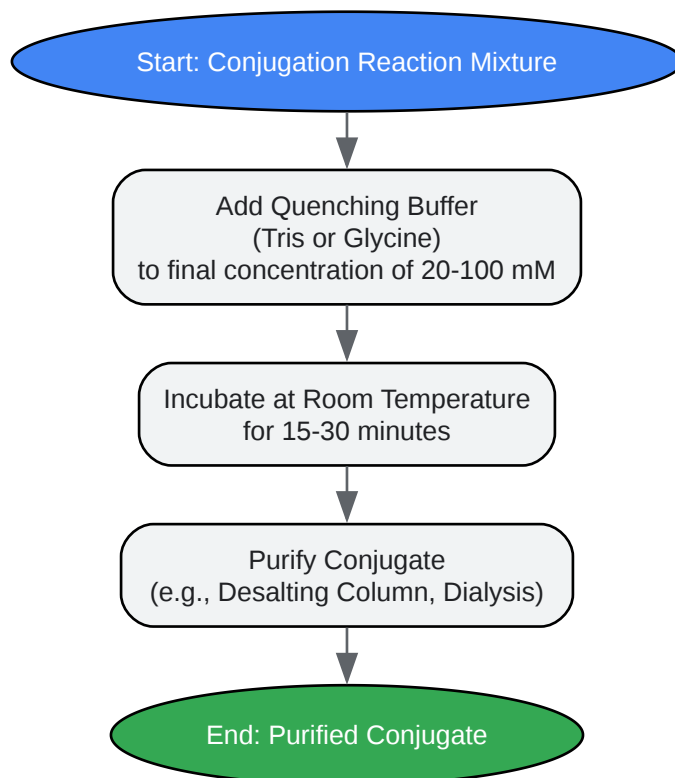 Start: Conjugation Reaction Mixture
Add Quenching Buffer
(Tris or Glycine)
to final concentration of 20-100 mM
Incubate at Room Temperature
for 15-30 minutes
Purify Conjugate
(e.g., Desalting Column, Dialysis)
End: Purified Conjugate